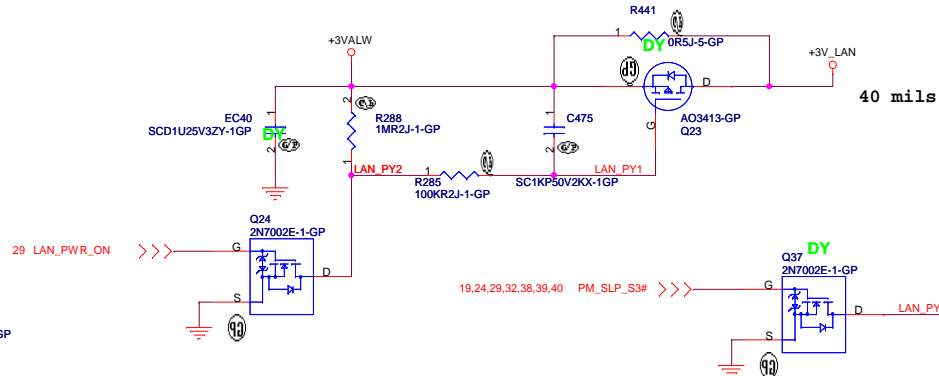 R441
1
2
DY
0R5J-5-GP
+3VALW
+3V_LAN
40 mils
D
AO3413-GP
Q23
G
EC40
SCD1U25V3ZY-1GP
DY
1
2
2
R288
1MR2J-1-GP
1
1
C475
2
SC1KP50V2KX-1GP
LAN_PY2
1
R285
100KR2J-1-GP
LAN_PY1
Q24
2N7002E-1-GP
29 LAN_PWR_ON
G
D
S
GP
DY
Q37
2N7002E-1-GP
19,24,29,32,38,39,40 PM_SLP_S3#
G
D
S
LAN_PY
GP